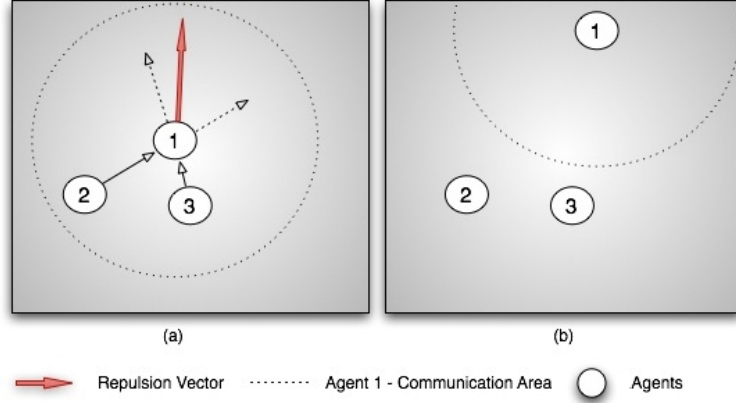 1
2
3
1
2
3
(a)
(b)
Repulsion Vector
Agent 1 - Communication Area
Agents